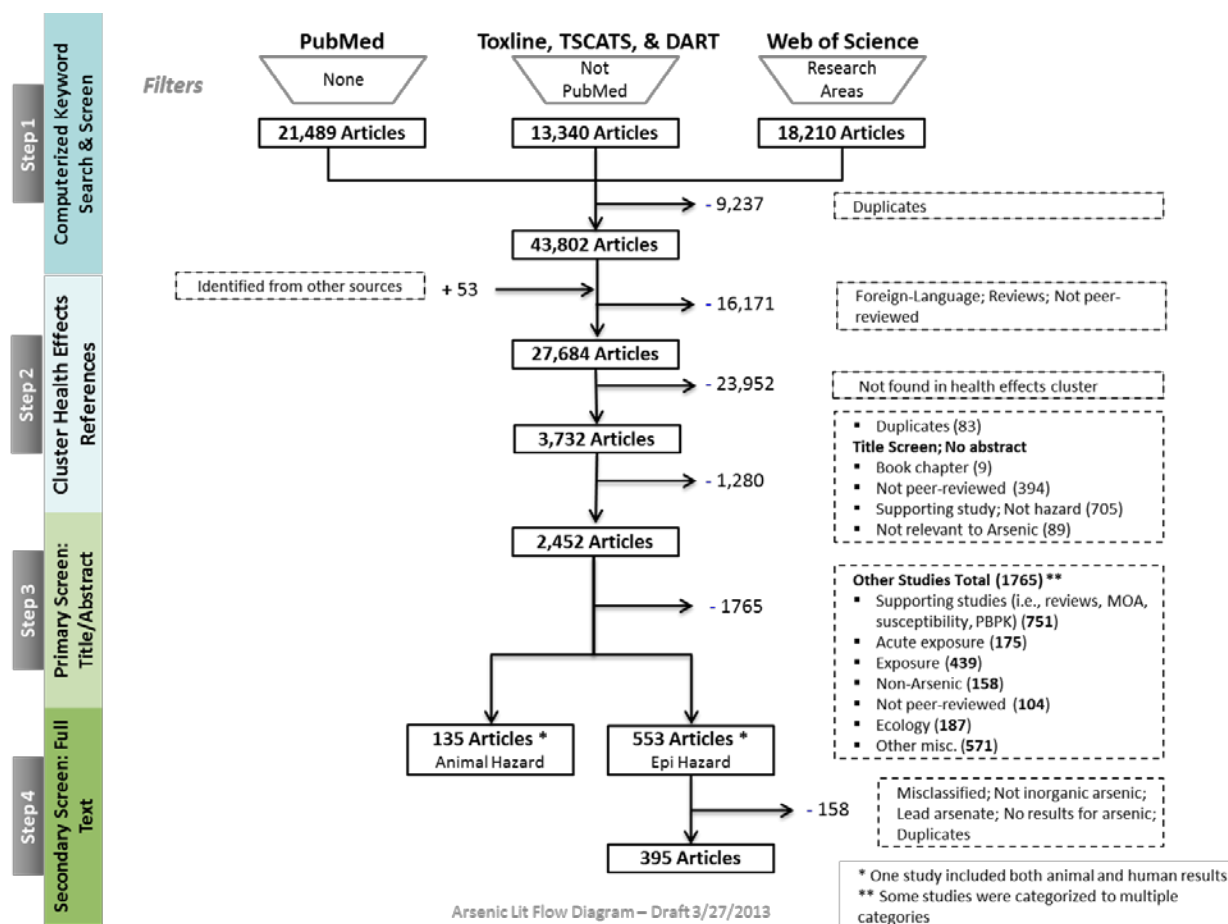 PubMed
Toxline, TSCATS, & DART
Web of Science
Filters
None
Not
PubMed
Research
Areas
21,489 Articles
13,340 Articles
18,210 Articles
- 9,237
Duplicates
43,802 Articles
Identified from other sources
+ 53
- 16,171
Foreign-Language; Reviews; Not peer-
reviewed
27,684 Articles
- 23,952
Not found in health effects cluster
3,732 Articles
- 1,280
▪ Duplicates (83)
Title Screen; No abstract
▪ Book chapter (9)
▪ Not peer-reviewed (394)
▪ Supporting study; Not hazard (705)
▪ Not relevant to Arsenic (89)
2,452 Articles
- 1765
Other Studies Total (1765) **
▪ Supporting studies (i.e., reviews, MOA,
susceptibility, PBPK) (751)
▪ Acute exposure (175)
▪ Exposure (439)
▪ Non-Arsenic (158)
▪ Not peer-reviewed (104)
▪ Ecology (187)
▪ Other misc. (571)
135 Articles *
Animal Hazard
553 Articles *
Epi Hazard
- 158
Misclassified; Not inorganic arsenic;
Lead arsenate; No results for arsenic;
Duplicates
395 Articles
* One study included both animal and human results
** Some studies were categorized to multiple
categories
Arsenic Lit Flow Diagram – Draft 3/27/2013
Step 1
Computerized Keyword
Search & Screen
Step 2
Cluster Health Effects
References
Step 3
Primary Screen:
Title/Abstract
Step 4
Secondary Screen: Full
Text